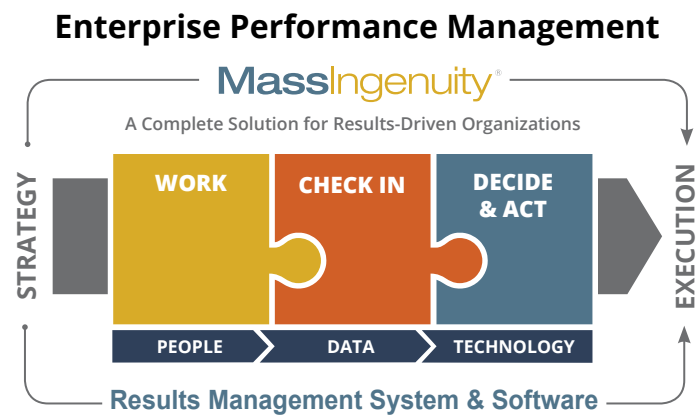 Enterprise Performance Management
MassIngenuity®
A Complete Solution for Results-Driven Organizations
STRATEGY
WORK
CHECK IN
DECIDE
& ACT
EXECUTION
PEOPLE
DATA
TECHNOLOGY
Results Management System & Software